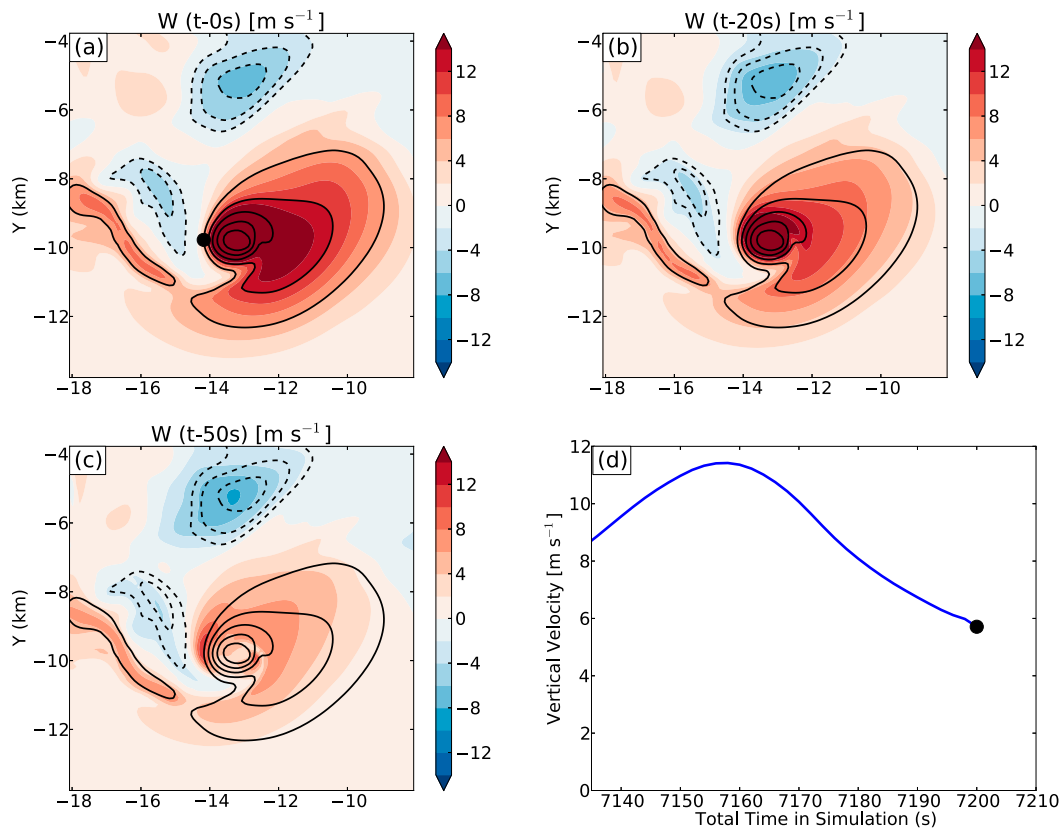 W (t-0s) [m s⁻¹]
(a)
Y (km)
−4
−6
−8
−10
−12
−18 −16 −14 −12 −10
12
8
4
0
−4
−8
−12
W (t-20s) [m s⁻¹]
(b)
Y (km)
−4
−6
−8
−10
−12
−18 −16 −14 −12 −10
12
8
4
0
−4
−8
−12
W (t-50s) [m s⁻¹]
(c)
Y (km)
−4
−6
−8
−10
−12
−18 −16 −14 −12 −10
12
8
4
0
−4
−8
−12
(d)
Vertical Velocity [m s⁻¹]
12
10
8
6
4
2
0
7140 7150 7160 7170 7180 7190 7200 7210
Total Time in Simulation (s)